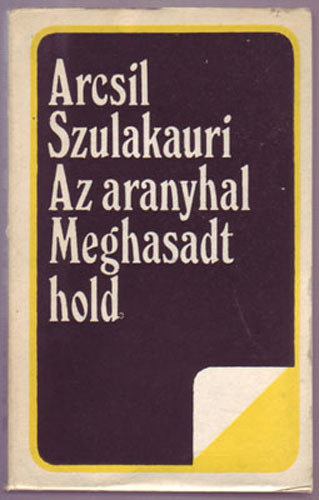 Arcsil
Szulakauri
Az aranyhal
Meghasadt
hold